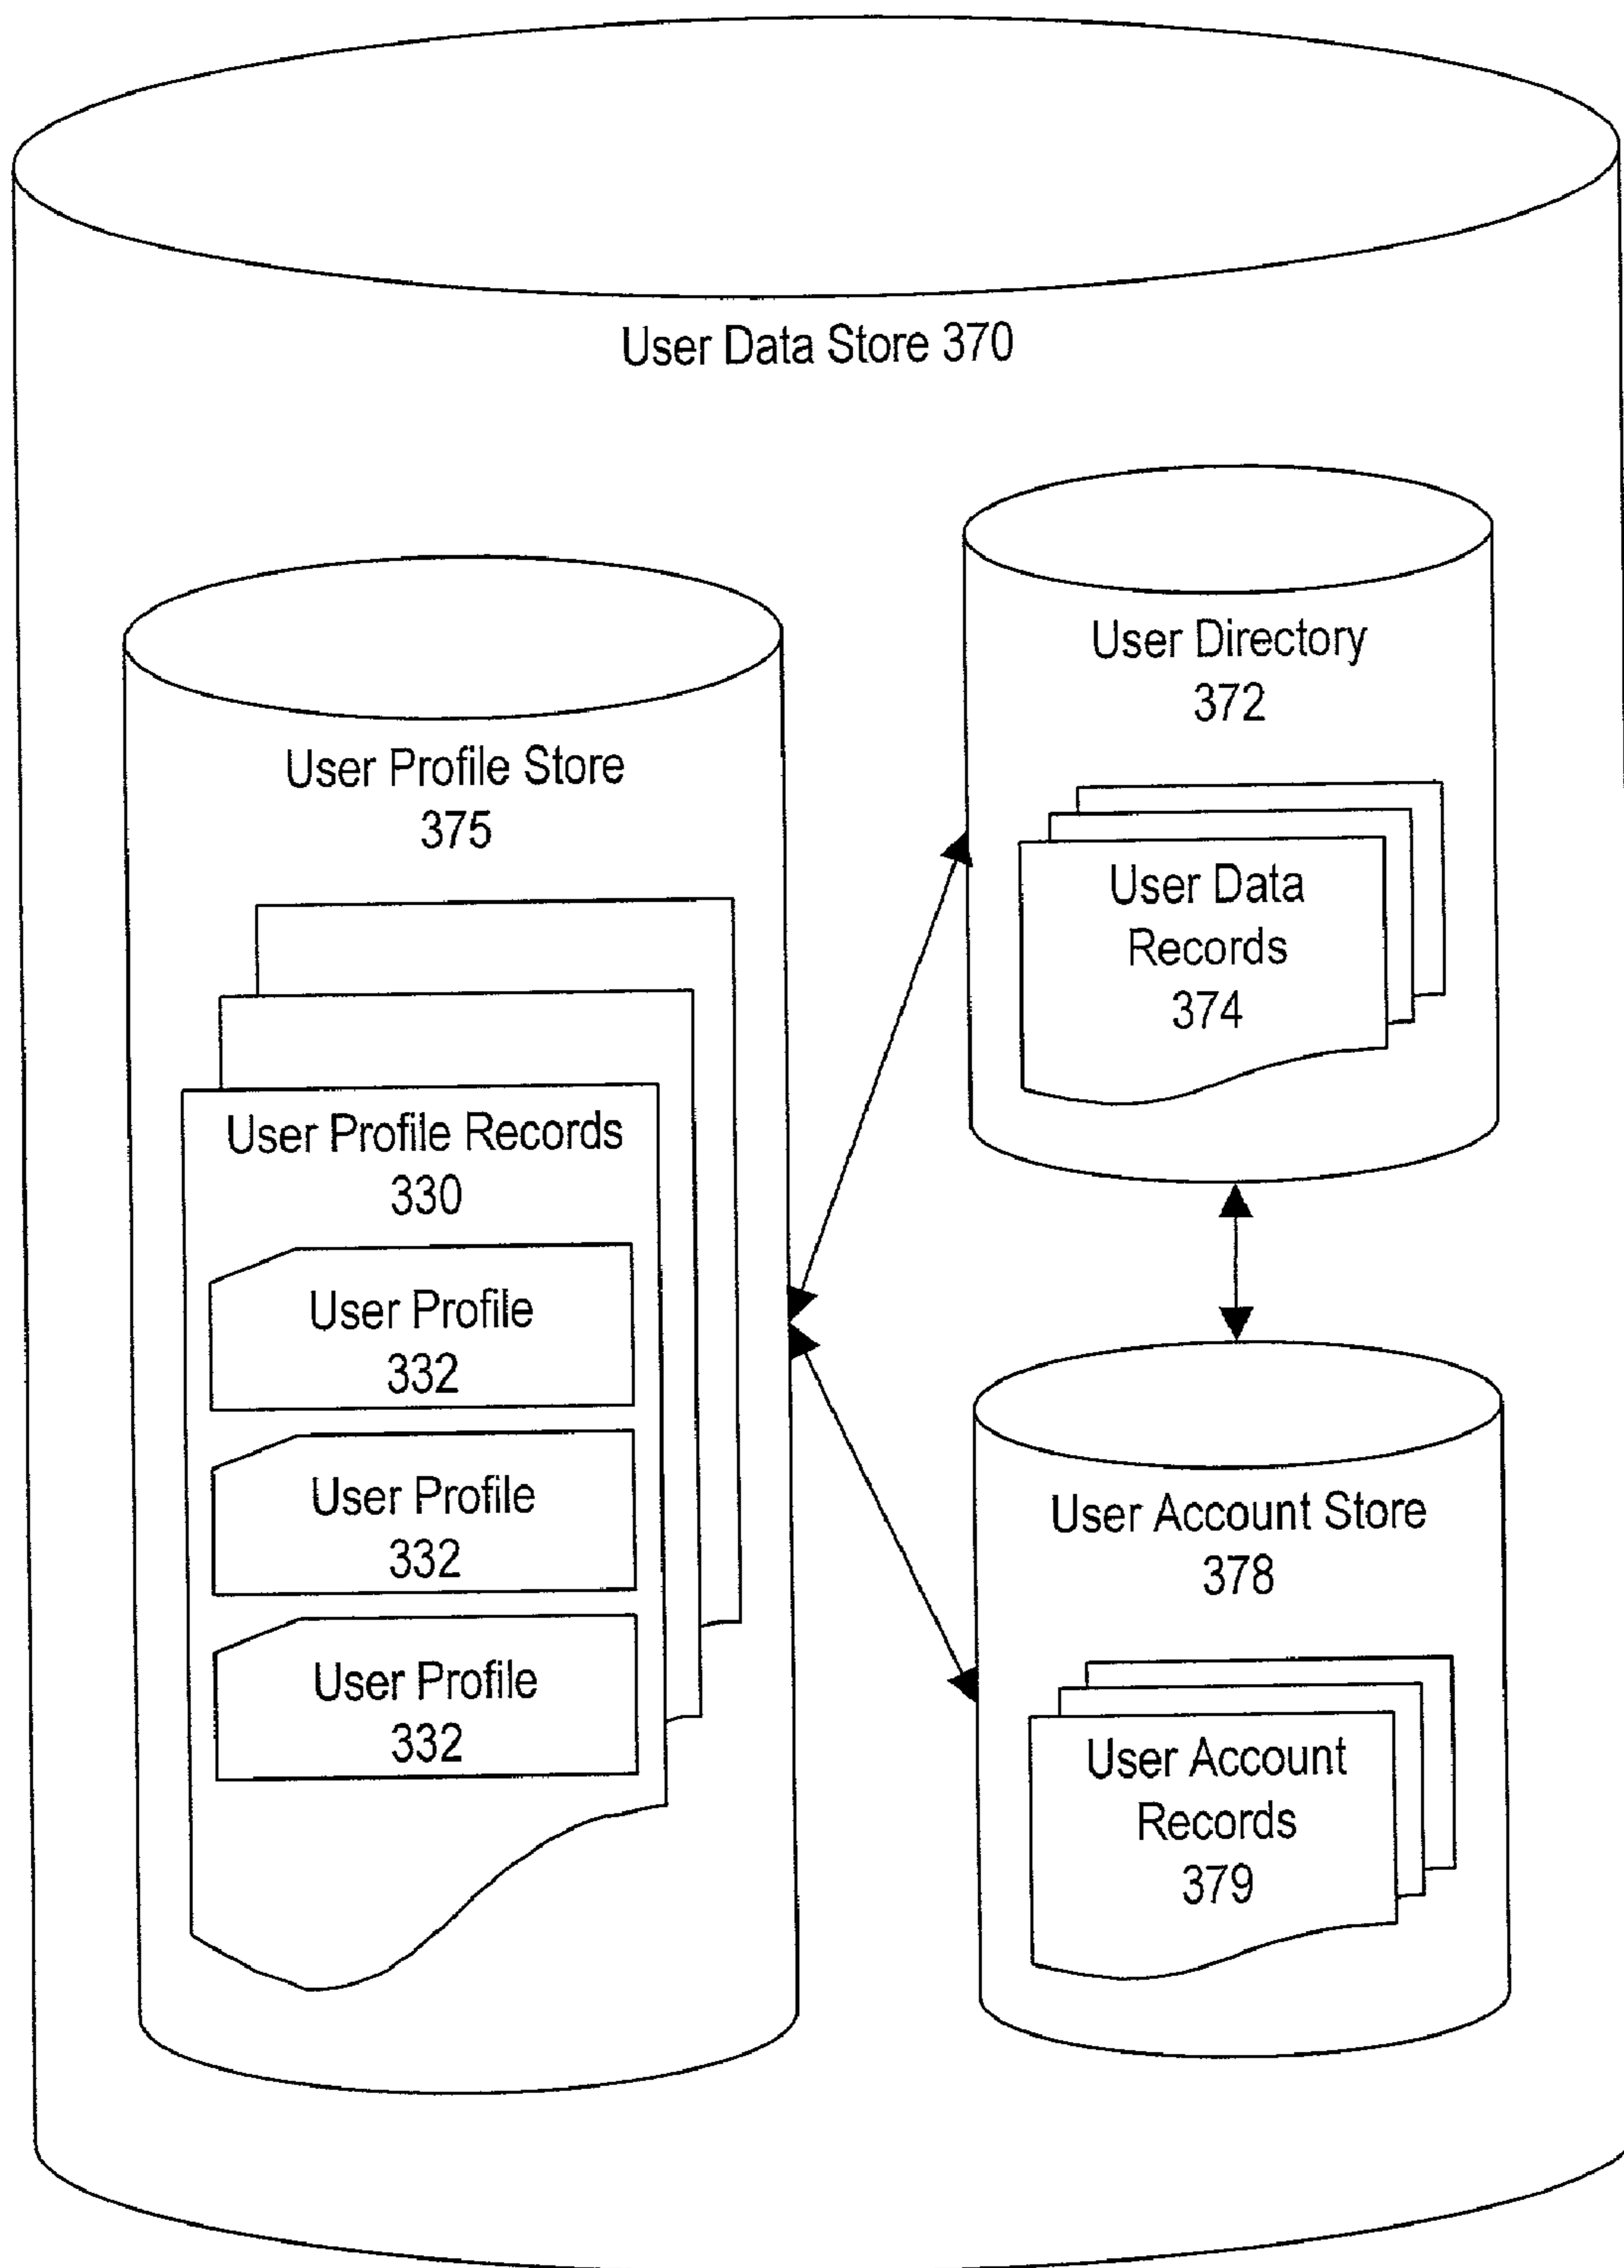 User Data Store 370
User Profile Store
375
User Profile Records
330
User Profile
332
User Profile
332
User Profile
332
User Directory
372
User Data
Records
374
User Account Store
378
User Account
Records
379